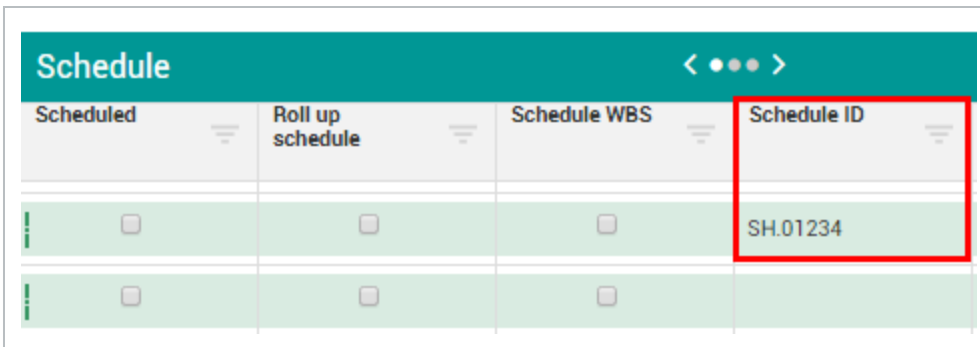 Schedule
Scheduled
Roll up
schedule
Schedule WBS
Schedule ID
SH.01234